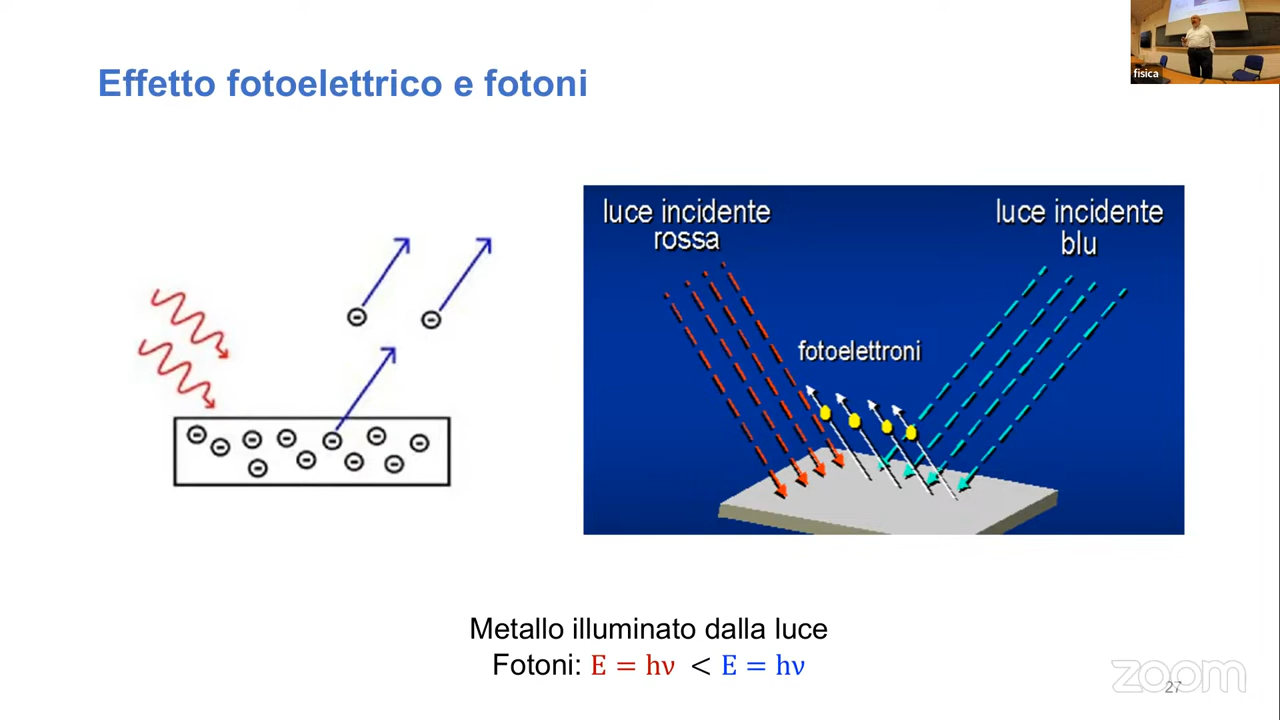 Effetto fotoelettrico e fotoni
fisica
luce incidente
rossa
luce incidente
blu
fotoelettroni
Metallo illuminato dalla luce
Fotoni: E = hν < E = hν
zoom
27